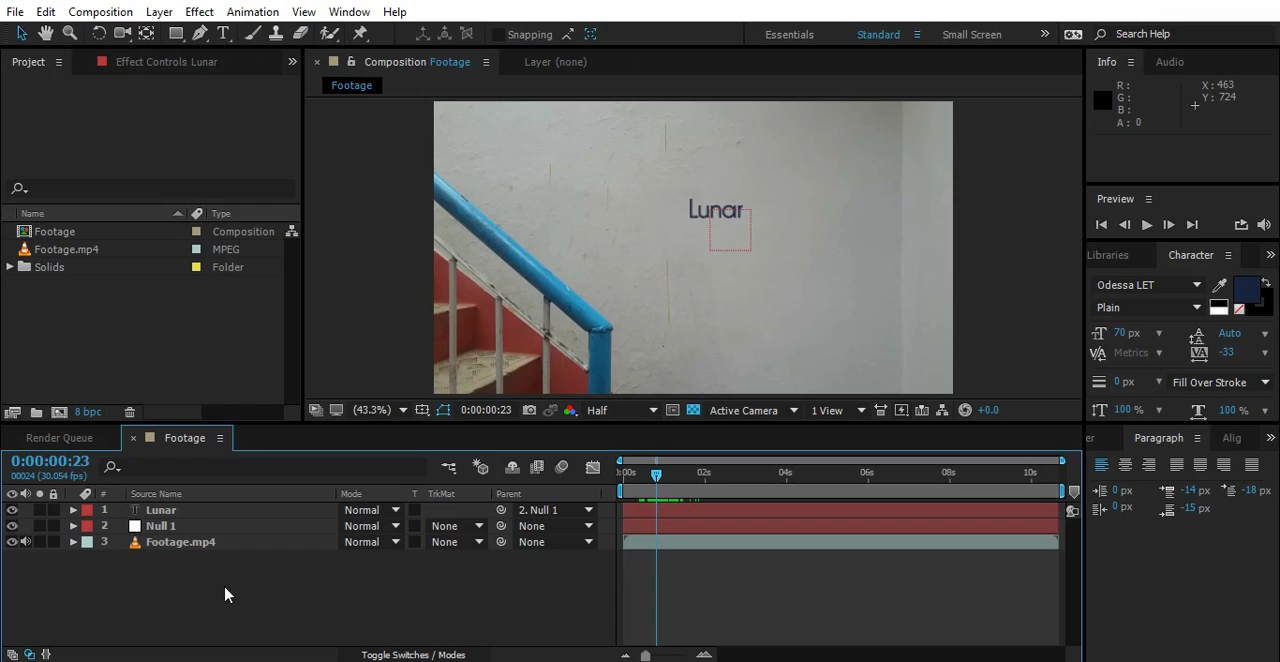 File Edit Composition Layer Effect Animation View Window Help
T Snapping Essentials Standard Small Screen Search Help
Project Effect Controls Lunar
Composition Footage Layer (none)
Info Audio
Footage
R : X : 463
G : Y : 724
B :
A : 0
Name Type
Footage Composition
Footage.mp4 MPEG
Solids Folder
Lunar
Preview
Libraries Character
Odessa LET
Plain
70 px Auto
Metrics -33
0 px Fill Over Stroke
100 % 100 %
8 bpc
(43.3%) 0:00:00:23 Half Active Camera 1 View +0.0
Render Queue Footage
er Paragraph Alig
0:00:00:23
00024 (30.054 fps)
:00s 02s 04s 06s 08s 10s
# Source Name Mode T TrkMat Parent
1 T Lunar Normal 2. Null 1
2 Null 1 Normal None None
3 Footage.mp4 Normal None None
0 px -14 px -18 px
0 px -15 px
Toggle Switches / Modes